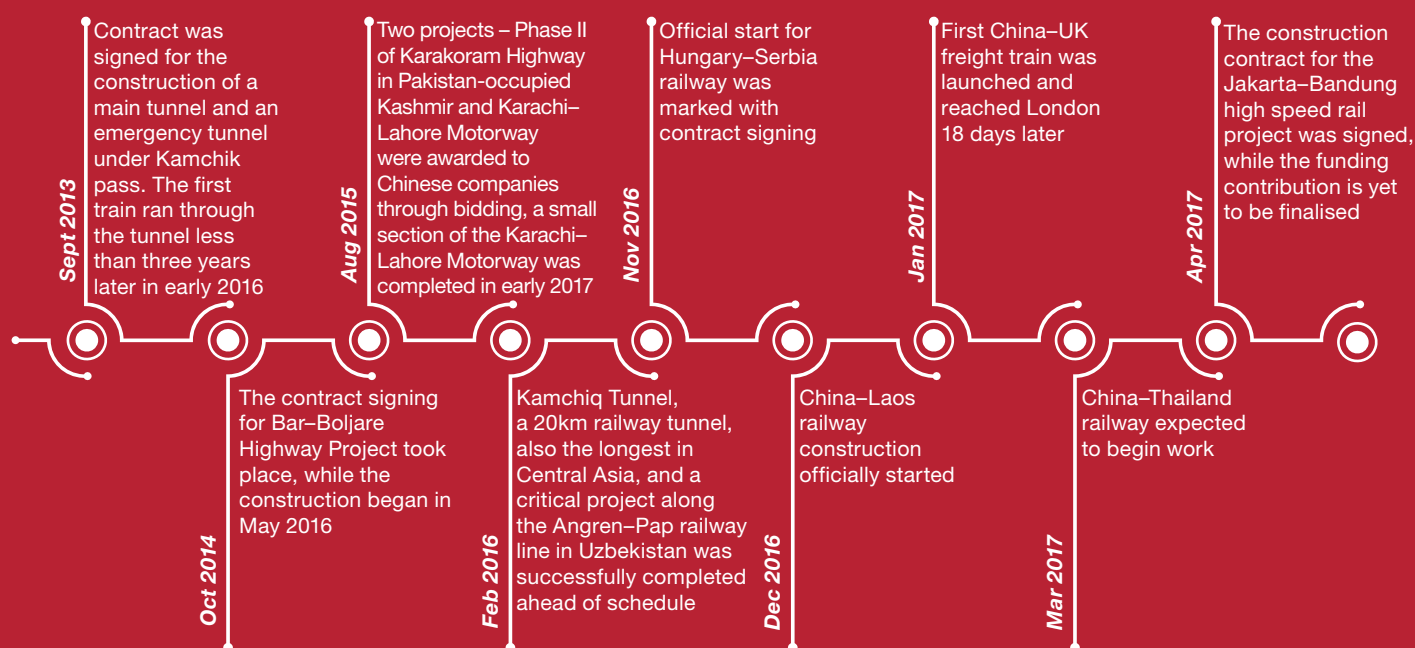 Sept 2013
Contract was
signed for the
construction of a
main tunnel and an
emergency tunnel
under Kamchik
pass. The first
train ran through
the tunnel less
than three years
later in early 2016
Oct 2014
The contract signing
for Bar–Boljare
Highway Project took
place, while the
construction began in
May 2016
Aug 2015
Two projects – Phase II
of Karakoram Highway
in Pakistan-occupied
Kashmir and Karachi–
Lahore Motorway
were awarded to
Chinese companies
through bidding, a small
section of the Karachi–
Lahore Motorway was
completed in early 2017
Feb 2016
Kamchiq Tunnel,
a 20km railway tunnel,
also the longest in
Central Asia, and a
critical project along
the Angren–Pap railway
line in Uzbekistan was
successfully completed
ahead of schedule
Nov 2016
Official start for
Hungary–Serbia
railway was
marked with
contract signing
Dec 2016
China–Laos
railway
construction
officially started
Jan 2017
First China–UK
freight train was
launched and
reached London
18 days later
Mar 2017
China–Thailand
railway expected
to begin work
Apr 2017
The construction
contract for the
Jakarta–Bandung
high speed rail
project was signed,
while the funding
contribution is yet
to be finalised